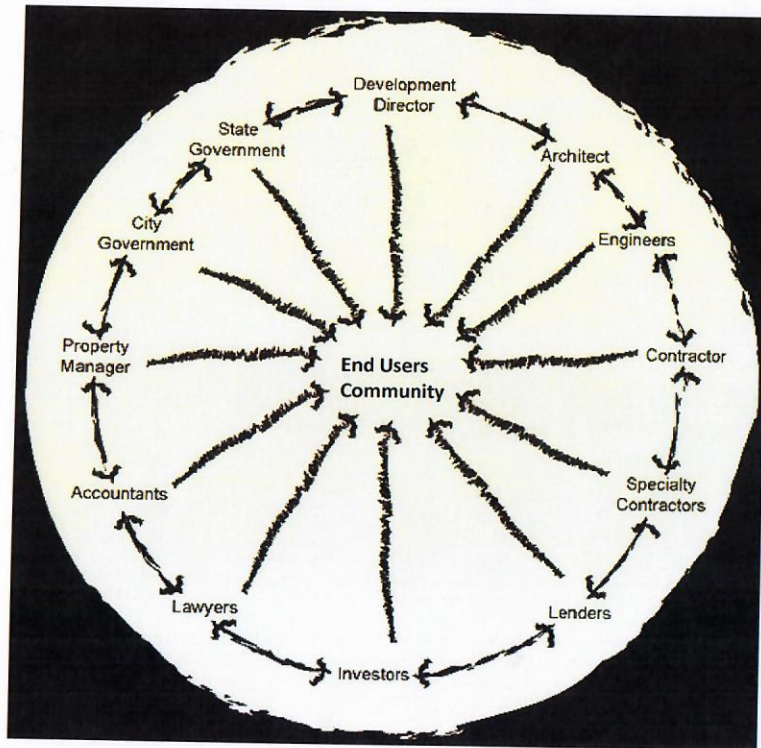 Development
Director
State
Government
Architect
City
Government
Engineers
Property
Manager
End Users
Community
Contractor
Accountants
Specialty
Contractors
Lawyers
Lenders
Investors